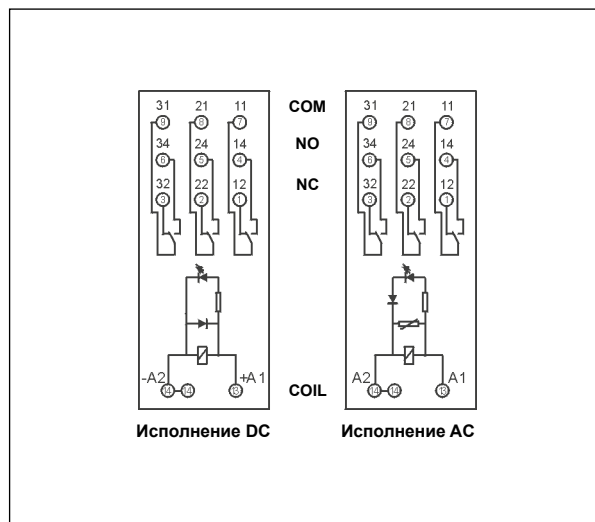 31 21 11 COM 31 21 11
9 8 7 9 8 7
34 24 14 NO 34 24 14
6 5 4 6 5 4
32 22 12 NC 32 22 12
3 2 1 3 2 1
-A2 +A1 A2 A1
14 14 13 COIL 14 14 13
Исполнение DC Исполнение AC